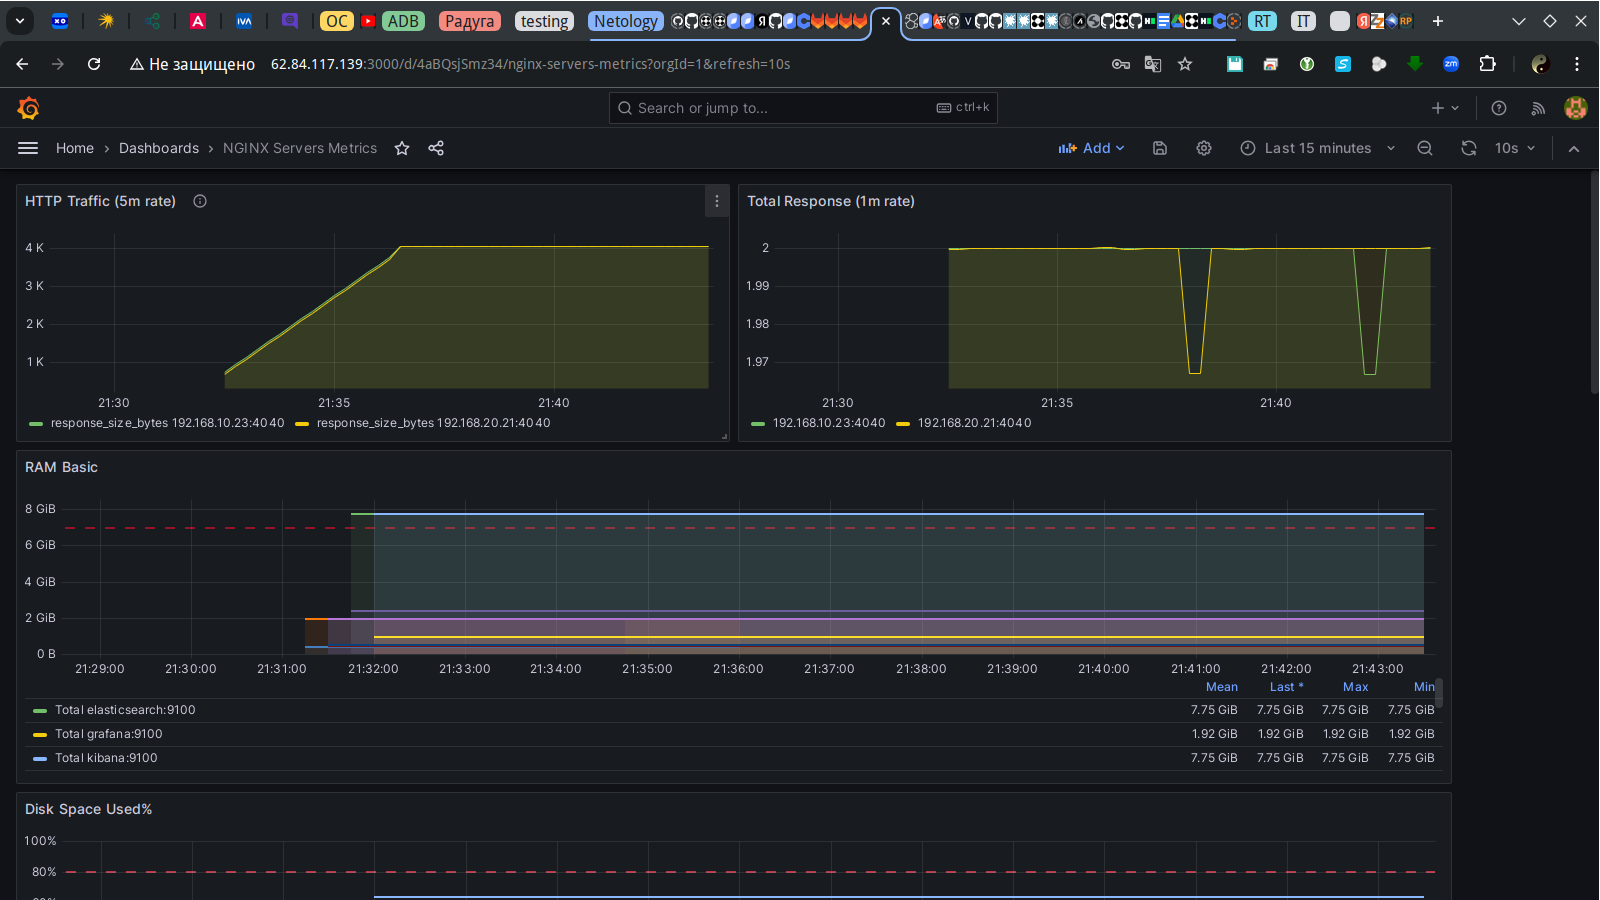 OC
ADB
Радуга
testing
Netology
RT
IT
Не защищено
62.84.117.139:3000/d/4aBQsjSmz34/nginx-servers-metrics?orgId=1&refresh=10s
Search or jump to...
ctrl+k
Home › Dashboards › NGINX Servers Metrics
Add
Last 15 minutes
10s
HTTP Traffic (5m rate)
4 K
3 K
2 K
1 K
21:30
21:35
21:40
response_size_bytes 192.168.10.23:4040
response_size_bytes 192.168.20.21:4040
Total Response (1m rate)
2
1.99
1.98
1.97
21:30
21:35
21:40
192.168.10.23:4040
192.168.20.21:4040
RAM Basic
8 GiB
6 GiB
4 GiB
2 GiB
0 B
21:29:00
21:30:00
21:31:00
21:32:00
21:33:00
21:34:00
21:35:00
21:36:00
21:37:00
21:38:00
21:39:00
21:40:00
21:41:00
21:42:00
21:43:00
Mean Last * Max Min
Total elasticsearch:9100 7.75 GiB 7.75 GiB 7.75 GiB 7.75 GiB
Total grafana:9100 1.92 GiB 1.92 GiB 1.92 GiB 1.92 GiB
Total kibana:9100 7.75 GiB 7.75 GiB 7.75 GiB 7.75 GiB
Disk Space Used%
100%
80%